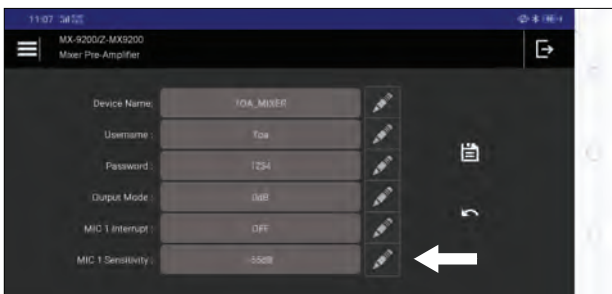 11:07
MX-9200/Z-MX9200
Mixer Pre-Amplifier
Device Name: TOA_MIXER
Username : Toa
Password : 1234
Output Mode : 0dB
MIC 1 Interrupt : OFF
MIC 1 Sensitivity : -55dB